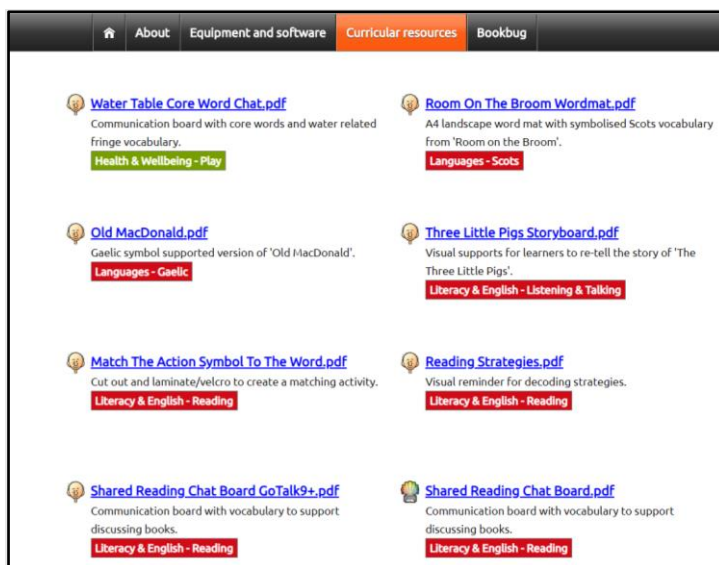 About Equipment and software Curricular resources Bookbug
Water Table Core Word Chat.pdf
Communication board with core words and water related
fringe vocabulary.
Health & Wellbeing - Play
Room On The Broom Wordmat.pdf
A4 landscape word mat with symbolised Scots vocabulary
from 'Room on the Broom'.
Languages - Scots
Old MacDonald.pdf
Gaelic symbol supported version of 'Old MacDonald'.
Languages - Gaelic
Three Little Pigs Storyboard.pdf
Visual supports for learners to re-tell the story of 'The
Three Little Pigs'.
Literacy & English - Listening & Talking
Match The Action Symbol To The Word.pdf
Cut out and laminate/velcro to create a matching activity.
Literacy & English - Reading
Reading Strategies.pdf
Visual reminder for decoding strategies.
Literacy & English - Reading
Shared Reading Chat Board GoTalk9+.pdf
Communication board with vocabulary to support
discussing books.
Literacy & English - Reading
Shared Reading Chat Board.pdf
Communication board with vocabulary to support
discussing books.
Literacy & English - Reading